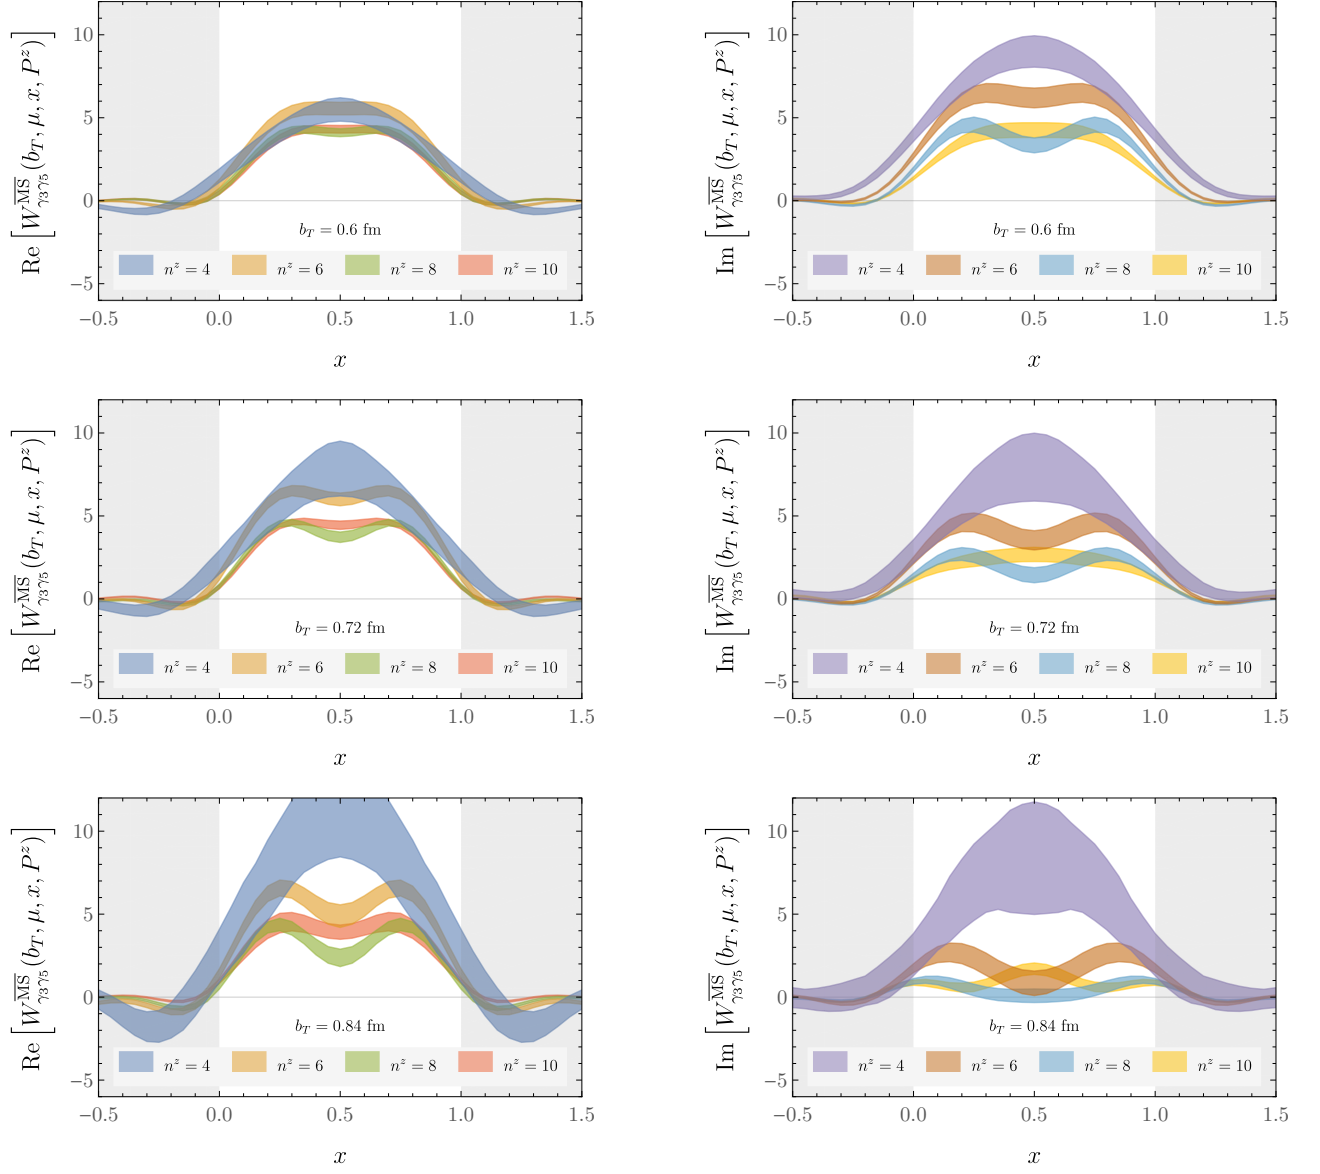 Re [W^{\overline{MS}}_{γ3γ5}(b_T, μ, x, P^z)]
10
5
0
−5
b_T = 0.6 fm
n^z = 4 n^z = 6 n^z = 8 n^z = 10
−0.5 0.0 0.5 1.0 1.5
x
Im [W^{\overline{MS}}_{γ3γ5}(b_T, μ, x, P^z)]
10
5
0
−5
b_T = 0.6 fm
n^z = 4 n^z = 6 n^z = 8 n^z = 10
−0.5 0.0 0.5 1.0 1.5
x
Re [W^{\overline{MS}}_{γ3γ5}(b_T, μ, x, P^z)]
10
5
0
−5
b_T = 0.72 fm
n^z = 4 n^z = 6 n^z = 8 n^z = 10
−0.5 0.0 0.5 1.0 1.5
x
Im [W^{\overline{MS}}_{γ3γ5}(b_T, μ, x, P^z)]
10
5
0
−5
b_T = 0.72 fm
n^z = 4 n^z = 6 n^z = 8 n^z = 10
−0.5 0.0 0.5 1.0 1.5
x
Re [W^{\overline{MS}}_{γ3γ5}(b_T, μ, x, P^z)]
10
5
0
−5
b_T = 0.84 fm
n^z = 4 n^z = 6 n^z = 8 n^z = 10
−0.5 0.0 0.5 1.0 1.5
x
Im [W^{\overline{MS}}_{γ3γ5}(b_T, μ, x, P^z)]
10
5
0
−5
b_T = 0.84 fm
n^z = 4 n^z = 6 n^z = 8 n^z = 10
−0.5 0.0 0.5 1.0 1.5
x